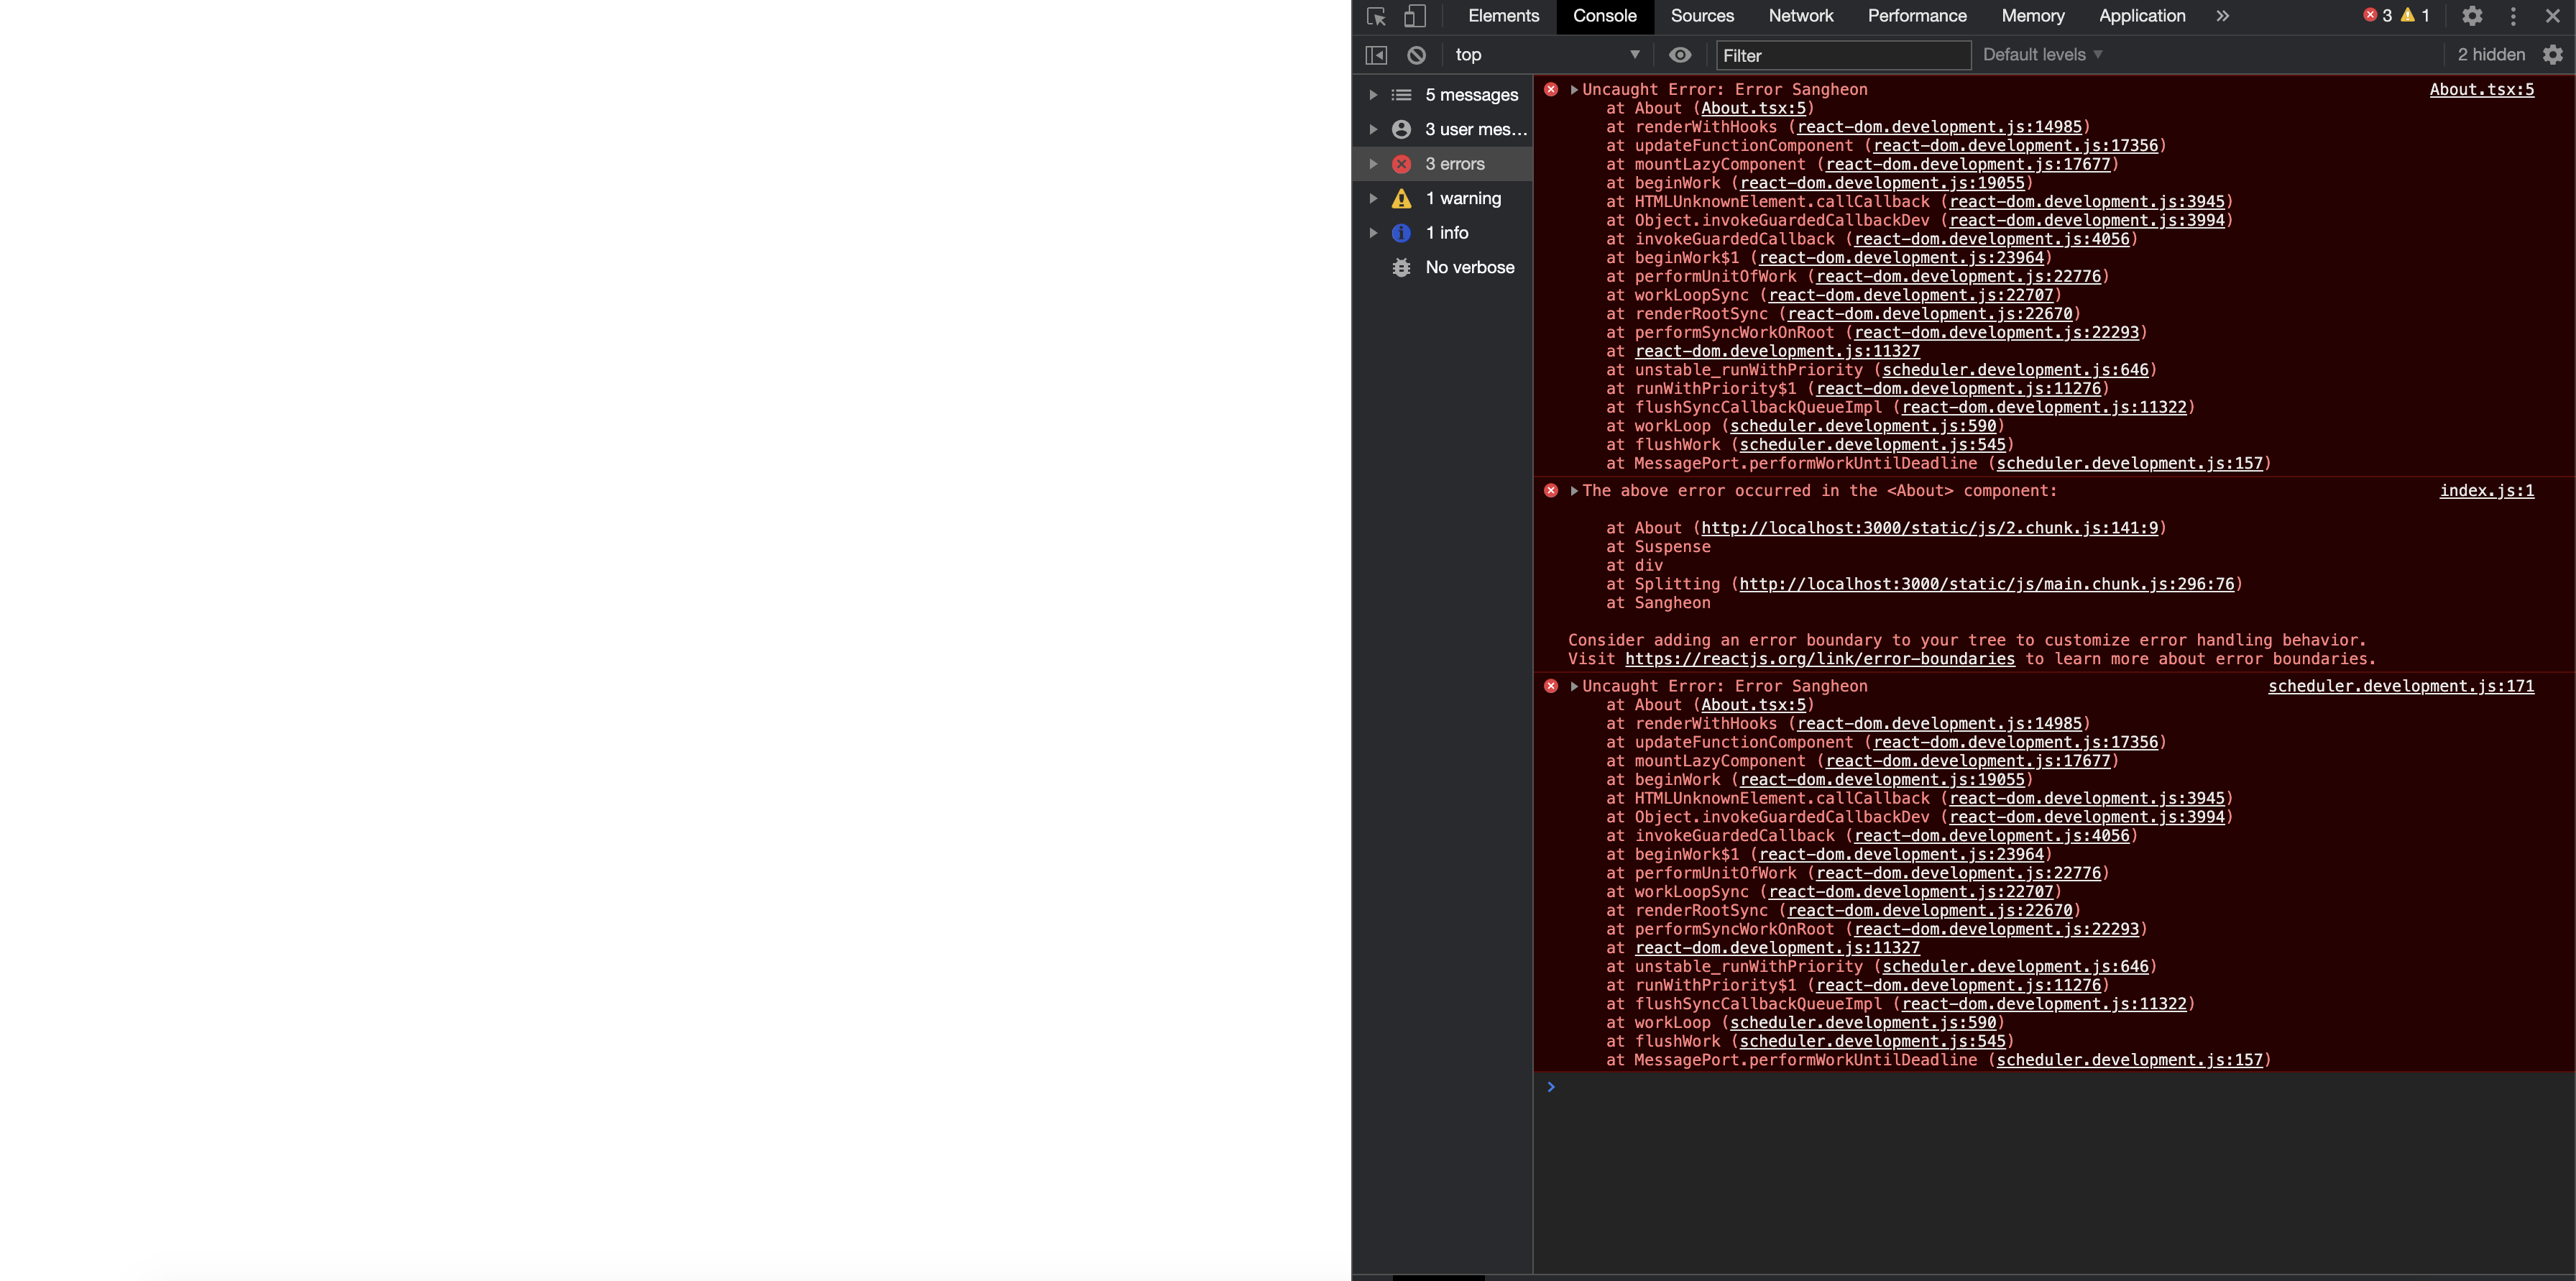 Elements Console Sources Network Performance Memory Application » 3 1
top Filter Default levels 2 hidden
5 messages
3 user mes...
3 errors
1 warning
1 info
No verbose
Uncaught Error: Error Sangheon About.tsx:5
at About (About.tsx:5)
at renderWithHooks (react-dom.development.js:14985)
at updateFunctionComponent (react-dom.development.js:17356)
at mountLazyComponent (react-dom.development.js:17677)
at beginWork (react-dom.development.js:19055)
at HTMLUnknownElement.callCallback (react-dom.development.js:3945)
at Object.invokeGuardedCallbackDev (react-dom.development.js:3994)
at invokeGuardedCallback (react-dom.development.js:4056)
at beginWork$1 (react-dom.development.js:23964)
at performUnitOfWork (react-dom.development.js:22776)
at workLoopSync (react-dom.development.js:22707)
at renderRootSync (react-dom.development.js:22670)
at performSyncWorkOnRoot (react-dom.development.js:22293)
at react-dom.development.js:11327
at unstable_runWithPriority (scheduler.development.js:646)
at runWithPriority$1 (react-dom.development.js:11276)
at flushSyncCallbackQueueImpl (react-dom.development.js:11322)
at workLoop (scheduler.development.js:590)
at flushWork (scheduler.development.js:545)
at MessagePort.performWorkUntilDeadline (scheduler.development.js:157)
The above error occurred in the <About> component: index.js:1
at About (http://localhost:3000/static/js/2.chunk.js:141:9)
at Suspense
at div
at Splitting (http://localhost:3000/static/js/main.chunk.js:296:76)
at Sangheon
Consider adding an error boundary to your tree to customize error handling behavior.
Visit https://reactjs.org/link/error-boundaries to learn more about error boundaries.
Uncaught Error: Error Sangheon scheduler.development.js:171
at About (About.tsx:5)
at renderWithHooks (react-dom.development.js:14985)
at updateFunctionComponent (react-dom.development.js:17356)
at mountLazyComponent (react-dom.development.js:17677)
at beginWork (react-dom.development.js:19055)
at HTMLUnknownElement.callCallback (react-dom.development.js:3945)
at Object.invokeGuardedCallbackDev (react-dom.development.js:3994)
at invokeGuardedCallback (react-dom.development.js:4056)
at beginWork$1 (react-dom.development.js:23964)
at performUnitOfWork (react-dom.development.js:22776)
at workLoopSync (react-dom.development.js:22707)
at renderRootSync (react-dom.development.js:22670)
at performSyncWorkOnRoot (react-dom.development.js:22293)
at react-dom.development.js:11327
at unstable_runWithPriority (scheduler.development.js:646)
at runWithPriority$1 (react-dom.development.js:11276)
at flushSyncCallbackQueueImpl (react-dom.development.js:11322)
at workLoop (scheduler.development.js:590)
at flushWork (scheduler.development.js:545)
at MessagePort.performWorkUntilDeadline (scheduler.development.js:157)